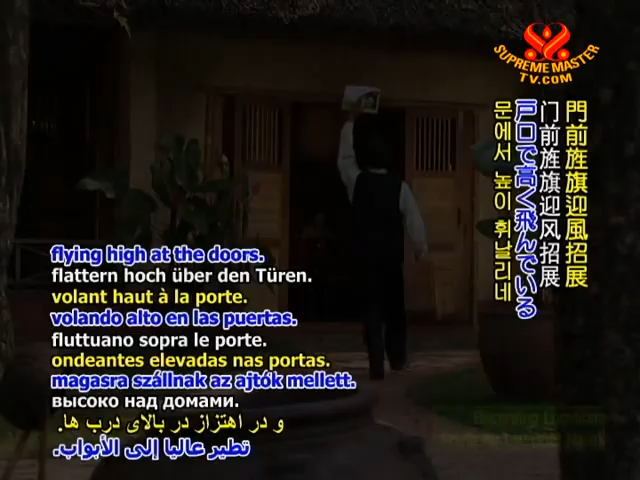 SUPREME MASTER
TV.COM
門前旌旗迎風招展
门前旌旗迎风招展
戸口で高く飛んでいる
문에서 높이 휘날리네
flying high at the doors.
flattern hoch über den Türen.
volant haut à la porte.
volando alto en las puertas.
fluttuano sopra le porte.
ondeantes elevadas nas portas.
magasra szállnak az ajtók mellett.
высоко над домами.
و در اهتزاز در بالای درب ها.
تطير عاليا إلى الأبواب.